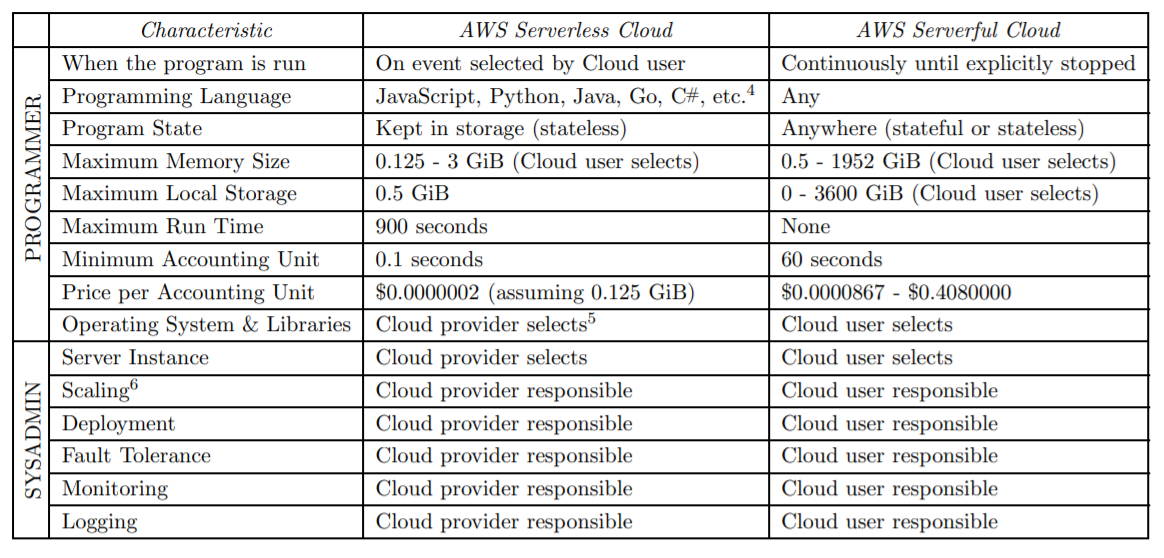 Characteristic AWS Serverless Cloud AWS Serverful Cloud
PROGRAMMER
When the program is run On event selected by Cloud user Continuously until explicitly stopped
Programming Language JavaScript, Python, Java, Go, C#, etc.4 Any
Program State Kept in storage (stateless) Anywhere (stateful or stateless)
Maximum Memory Size 0.125 - 3 GiB (Cloud user selects) 0.5 - 1952 GiB (Cloud user selects)
Maximum Local Storage 0.5 GiB 0 - 3600 GiB (Cloud user selects)
Maximum Run Time 900 seconds None
Minimum Accounting Unit 0.1 seconds 60 seconds
Price per Accounting Unit $0.0000002 (assuming 0.125 GiB) $0.0000867 - $0.4080000
Operating System & Libraries Cloud provider selects5 Cloud user selects
SYSADMIN
Server Instance Cloud provider selects Cloud user selects
Scaling6 Cloud provider responsible Cloud user responsible
Deployment Cloud provider responsible Cloud user responsible
Fault Tolerance Cloud provider responsible Cloud user responsible
Monitoring Cloud provider responsible Cloud user responsible
Logging Cloud provider responsible Cloud user responsible